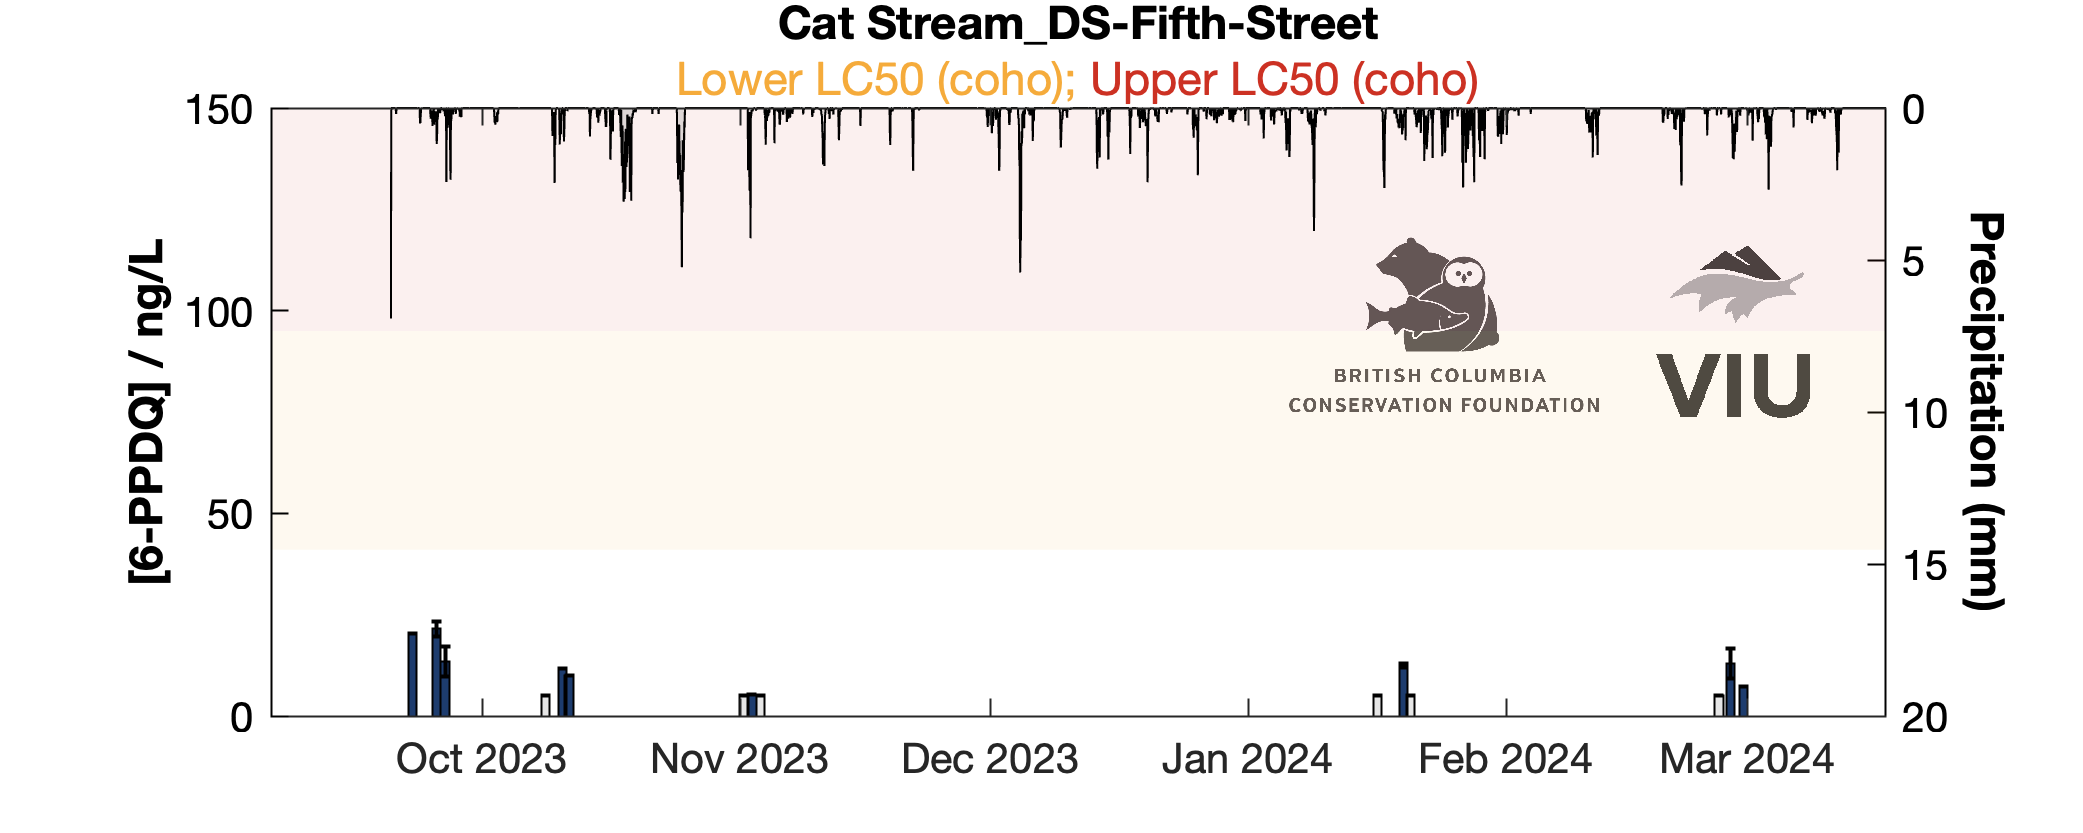 Cat Stream_DS-Fifth-Street
Lower LC50 (coho); Upper LC50 (coho)
[6-PPDQ] / ng/L
150
100
50
0
Precipitation (mm)
0
5
10
15
20
BRITISH COLUMBIA
CONSERVATION FOUNDATION
VIU
Oct 2023
Nov 2023
Dec 2023
Jan 2024
Feb 2024
Mar 2024